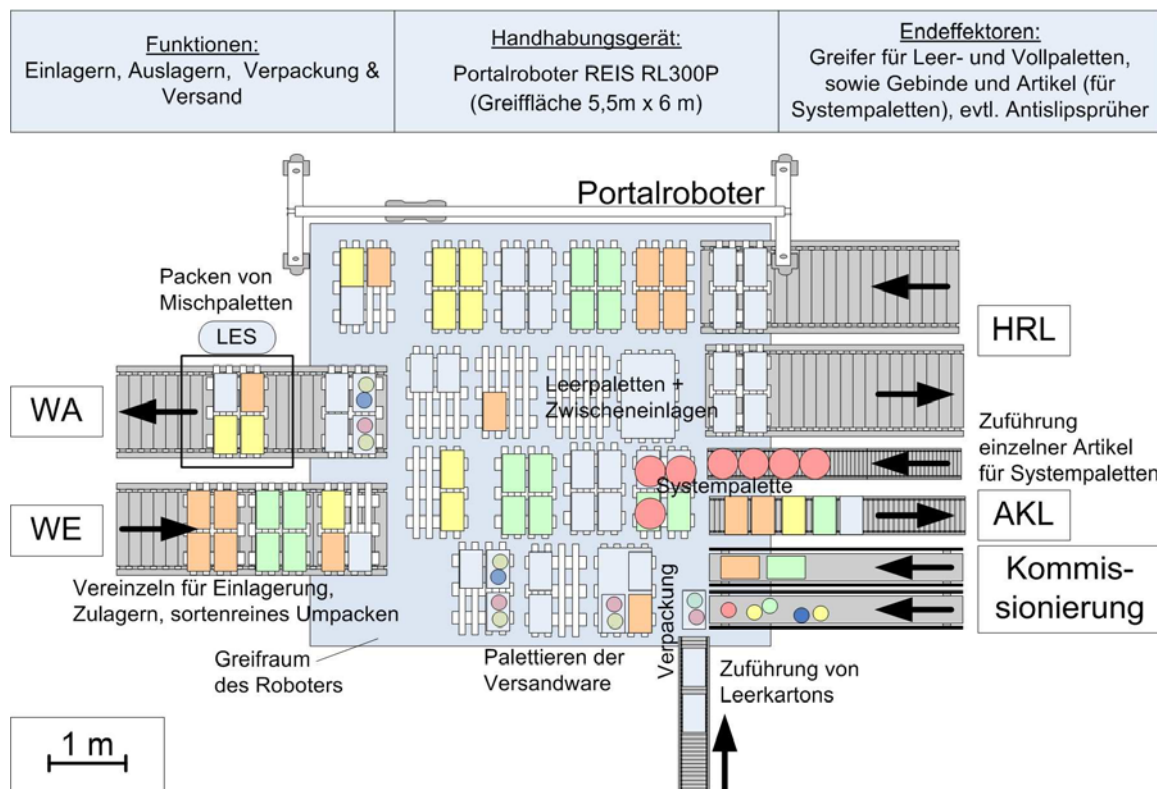 Funktionen:
Einlagern, Auslagern, Verpackung &
Versand
Handhabungsgerät:
Portalroboter REIS RL300P
(Greiffläche 5,5m x 6 m)
Endeffektoren:
Greifer für Leer- und Vollpaletten,
sowie Gebinde und Artikel (für
Systempaletten), evtl. Antislipsprüher
Portalroboter
Packen von
Mischpaletten
LES
HRL
WA
Leerpaletten +
Zwischeneinlagen
Zuführung
einzelner Artikel
für Systempaletten
Systempalette
WE
AKL
Vereinzeln für Einlagerung,
Zulagern, sortenreines Umpacken
Kommis-
sionierung
Verpackung
Greifraum
des Roboters
Palettieren der
Versandware
Zuführung von
Leerkartons
1 m